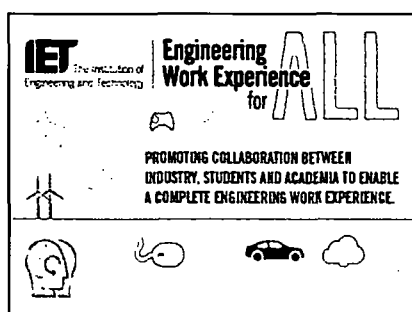 IET The Institution of
Engineering and Technology
Engineering
Work Experience
for ALL
PROMOTING COLLABORATION BETWEEN
INDUSTRY, STUDENTS AND ACADEMIA TO ENABLE
A COMPLETE ENGINEERING WORK EXPERIENCE.